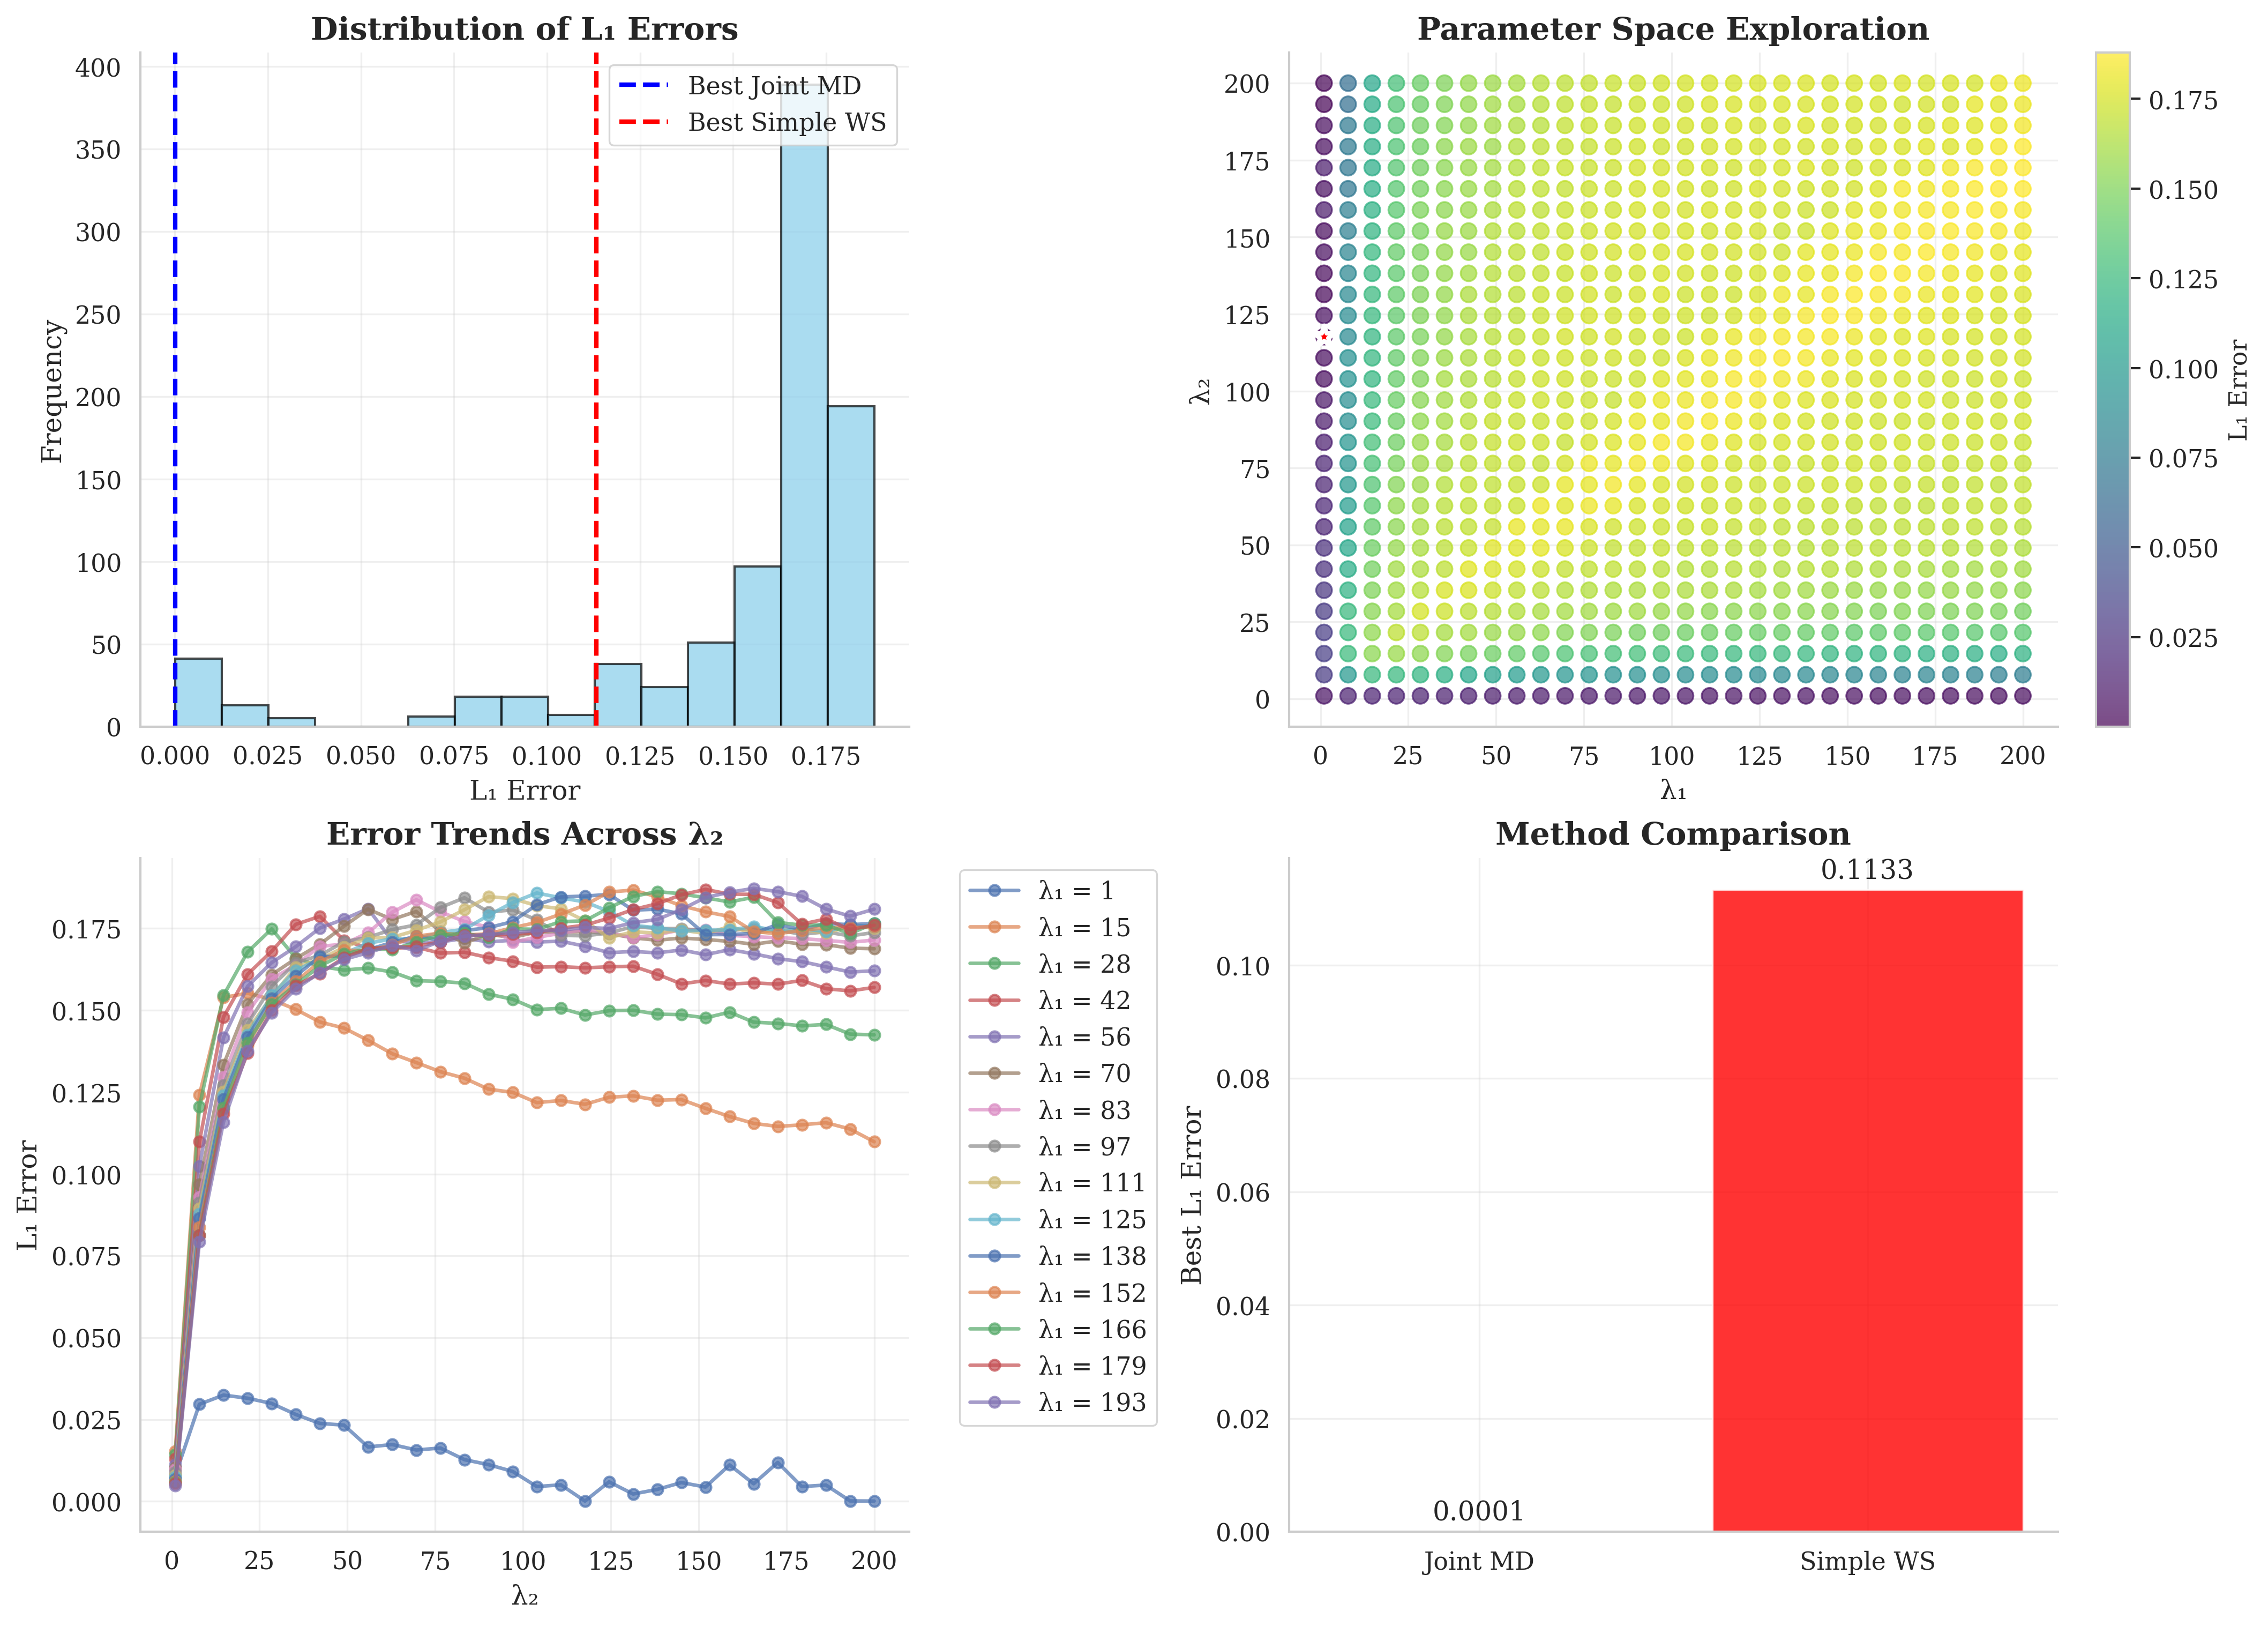 Distribution of L₁ Errors
400
350
300
250
200
150
100
50
0
Frequency
Best Joint MD
Best Simple WS
0.000 0.025 0.050 0.075 0.100 0.125 0.150 0.175
L₁ Error
Parameter Space Exploration
200
175
150
125
100
75
50
25
0
λ₂
0 25 50 75 100 125 150 175 200
λ₁
0.175
0.150
0.125
0.100
0.075
0.050
0.025
L₁ Error
Error Trends Across λ₂
0.175
0.150
0.125
0.100
0.075
0.050
0.025
0.000
L₁ Error
0 25 50 75 100 125 150 175 200
λ₂
λ₁ = 1
λ₁ = 15
λ₁ = 28
λ₁ = 42
λ₁ = 56
λ₁ = 70
λ₁ = 83
λ₁ = 97
λ₁ = 111
λ₁ = 125
λ₁ = 138
λ₁ = 152
λ₁ = 166
λ₁ = 179
λ₁ = 193
Method Comparison
0.1133
0.10
0.08
0.06
0.04
0.02
0.00
Best L₁ Error
0.0001
Joint MD Simple WS